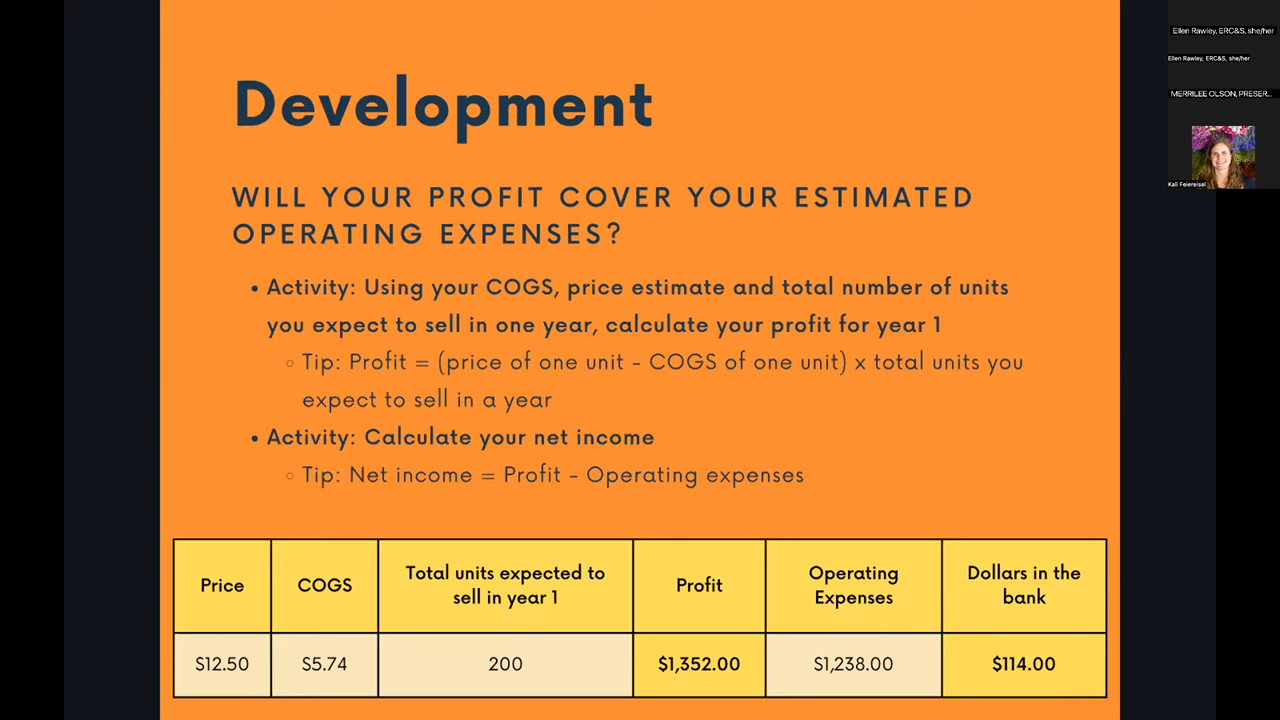 Development
WILL YOUR PROFIT COVER YOUR ESTIMATED
OPERATING EXPENSES?
• Activity: Using your COGS, price estimate and total number of units
you expect to sell in one year, calculate your profit for year 1
◦ Tip: Profit = (price of one unit - COGS of one unit) x total units you
expect to sell in a year
• Activity: Calculate your net income
◦ Tip: Net income = Profit - Operating expenses
Price
COGS
Total units expected to
sell in year 1
Profit
Operating
Expenses
Dollars in the
bank
$12.50
$5.74
200
$1,352.00
$1,238.00
$114.00
Ellen Rawley, ERC&S, she/her
Ellen Rawley, ERC&S, she/her
MERRILEE OLSON, PRESER...
Kali Feiereisel